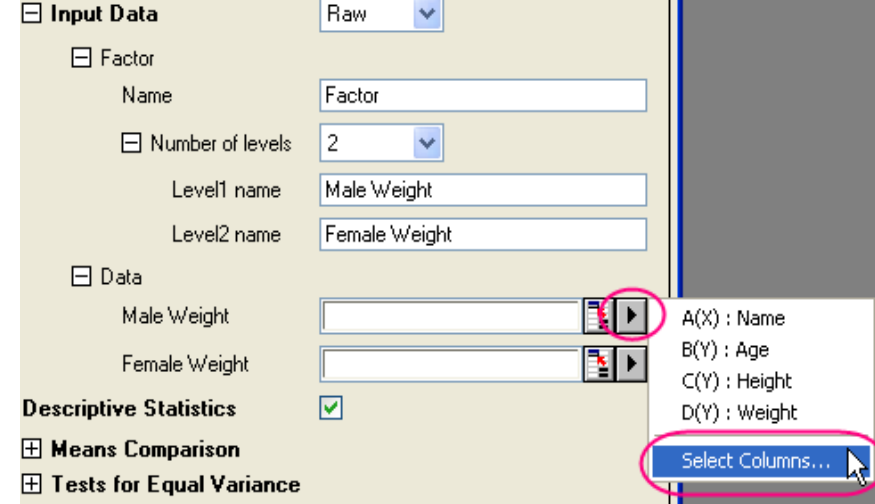 Input Data Raw
Factor
Name Factor
Number of levels 2
Level1 name Male Weight
Level2 name Female Weight
Data
Male Weight
A(X) : Name
B(Y) : Age
Female Weight
C(Y) : Height
D(Y) : Weight
Descriptive Statistics
Means Comparison
Select Columns...
Tests for Equal Variance